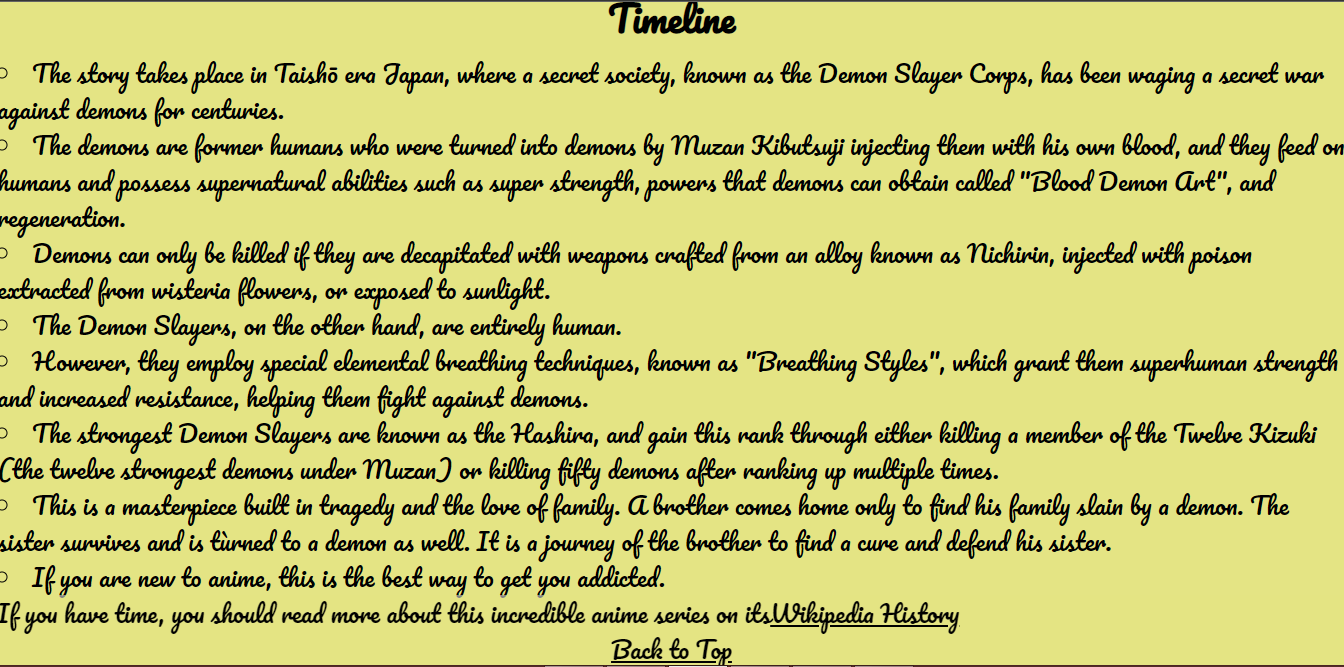 Timeline
The story takes place in Taishō era Japan, where a secret society, known as the Demon Slayer Corps, has been waging a secret war
against demons for centuries.
The demons are former humans who were turned into demons by Muzan Kibutsuji injecting them with his own blood, and they feed on
humans and possess supernatural abilities such as super strength, powers that demons can obtain called "Blood Demon Art", and
regeneration.
Demons can only be killed if they are decapitated with weapons crafted from an alloy known as Nichirin, injected with poison
extracted from wisteria flowers, or exposed to sunlight.
The Demon Slayers, on the other hand, are entirely human.
However, they employ special elemental breathing techniques, known as "Breathing Styles", which grant them superhuman strength
and increased resistance, helping them fight against demons.
The strongest Demon Slayers are known as the Hashira, and gain this rank through either killing a member of the Twelve Kizuki
(the twelve strongest demons under Muzan) or killing fifty demons after ranking up multiple times.
This is a masterpiece built in tragedy and the love of family. A brother comes home only to find his family slain by a demon. The
sister survives and is tùrned to a demon as well. It is a journey of the brother to find a cure and defend his sister.
If you are new to anime, this is the best way to get you addicted.
If you have time, you should read more about this incredible anime series on itsWikipedia History
Back to Top